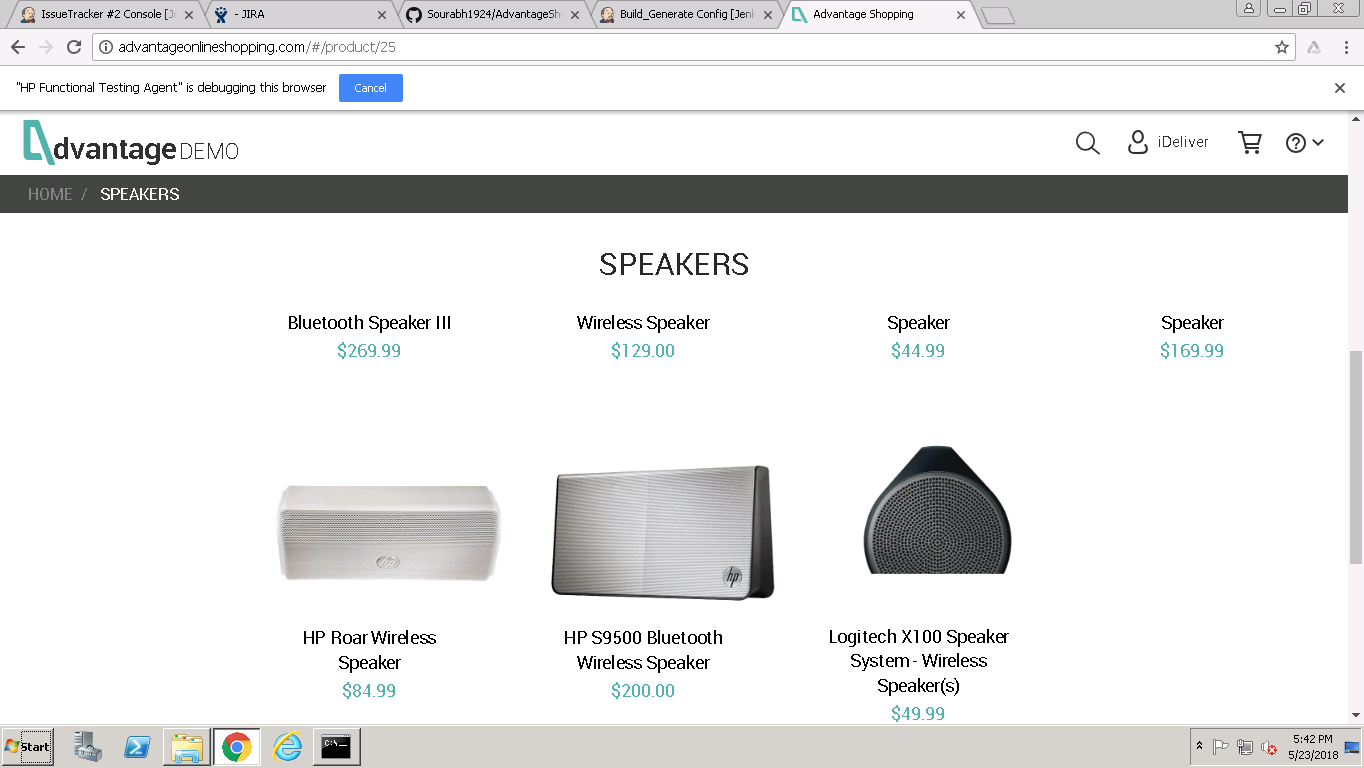 IssueTracker #2 Console [Je
- JIRA
Sourabh1924/AdvantageSh
Build_Generate Config [Jenk
Advantage Shopping
advantageonlineshopping.com/#/product/25
"HP Functional Testing Agent" is debugging this browser
Cancel
dvantage DEMO
iDeliver
HOME / SPEAKERS
SPEAKERS
Bluetooth Speaker III
$269.99
Wireless Speaker
$129.00
Speaker
$44.99
Speaker
$169.99
hp
HP Roar Wireless
Speaker
$84.99
hp
HP S9500 Bluetooth
Wireless Speaker
$200.00
Logitech X100 Speaker
System - Wireless
Speaker(s)
$49.99
Start
C:\_
5:42 PM
5/23/2018